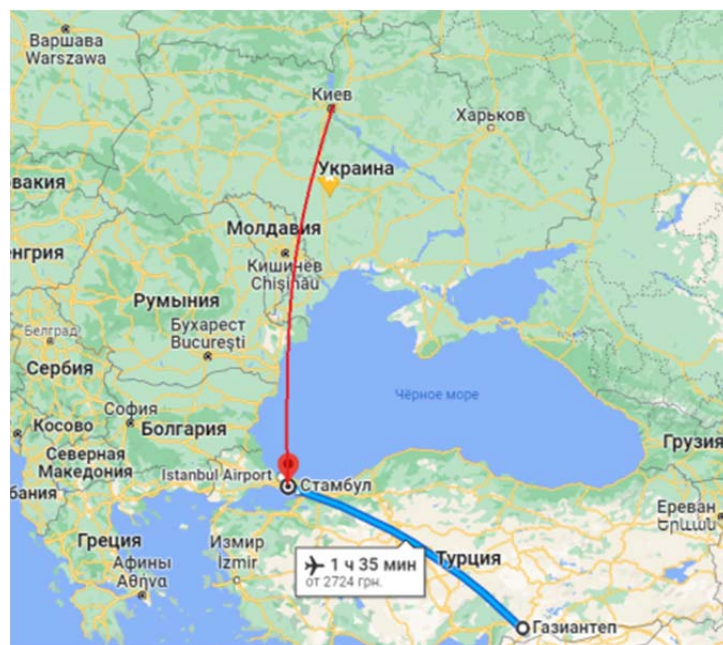 Варшава
Warszawa
Киев
Харьков
Украина
вакия
Молдавия
енгрия
Кишинёв
Chișinău
Румыния
Бухарест
București
Белград
Сербия
Чёрное море
София
Косово
Болгария
Грузия
Северная
Македония
Istanbul Airport
Стамбул
бания
Ереван
Երևան
Греция
Измир
İzmir
Афины
Αθήνα
1 ч 35 мин
от 2724 грн.
Турция
Газиантеп